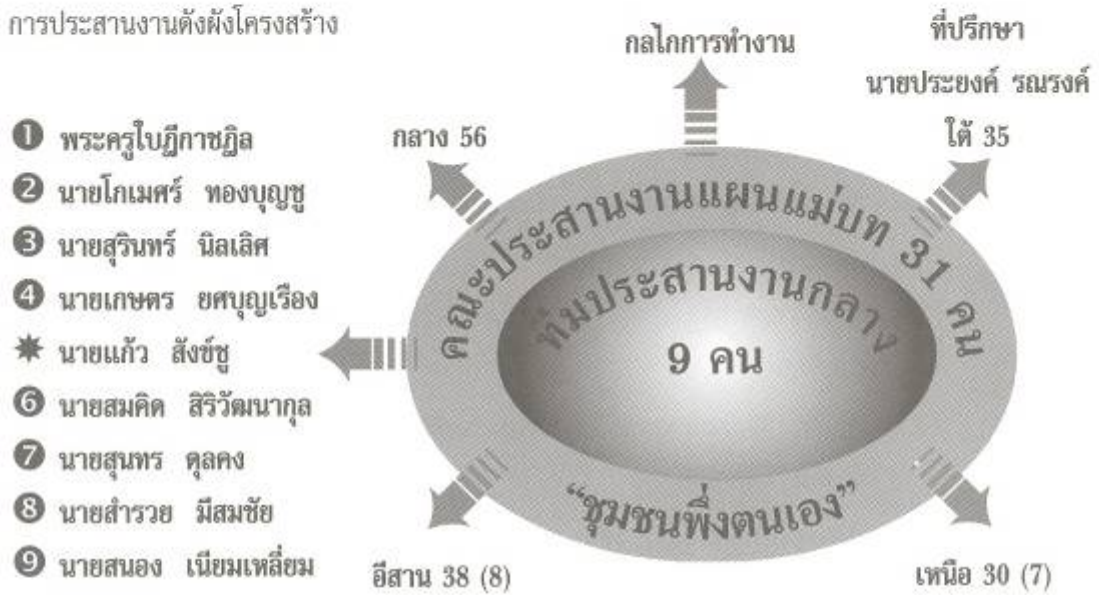 การประสานงานดังผังโครงสร้าง
กลไกการทำงาน
ที่ปรึกษา
นายประยงค์ รณรงค์
❶ พระครูใบฎีกาชฎิล
❷ นายโกเมศร์ ทองบุญชู
❸ นายสุรินทร์ นิลเลิศ
❹ นายเกษตร ยศบุญเรือง
✷ นายแก้ว สังข์ชู
❻ นายสมคิด สิริวัฒนากุล
❼ นายสุนทร ตุลคง
❽ นายสำรวย มีสมชัย
❾ นายสนอง เนียมเหลี่ยม
กลาง 56
ใต้ 35
คณะประสานงานแผนแม่บท 31 คน
ทีมประสานงานกลาง
9 คน
“ชุมชนพึ่งตนเอง”
อีสาน 38 (8)
เหนือ 30 (7)